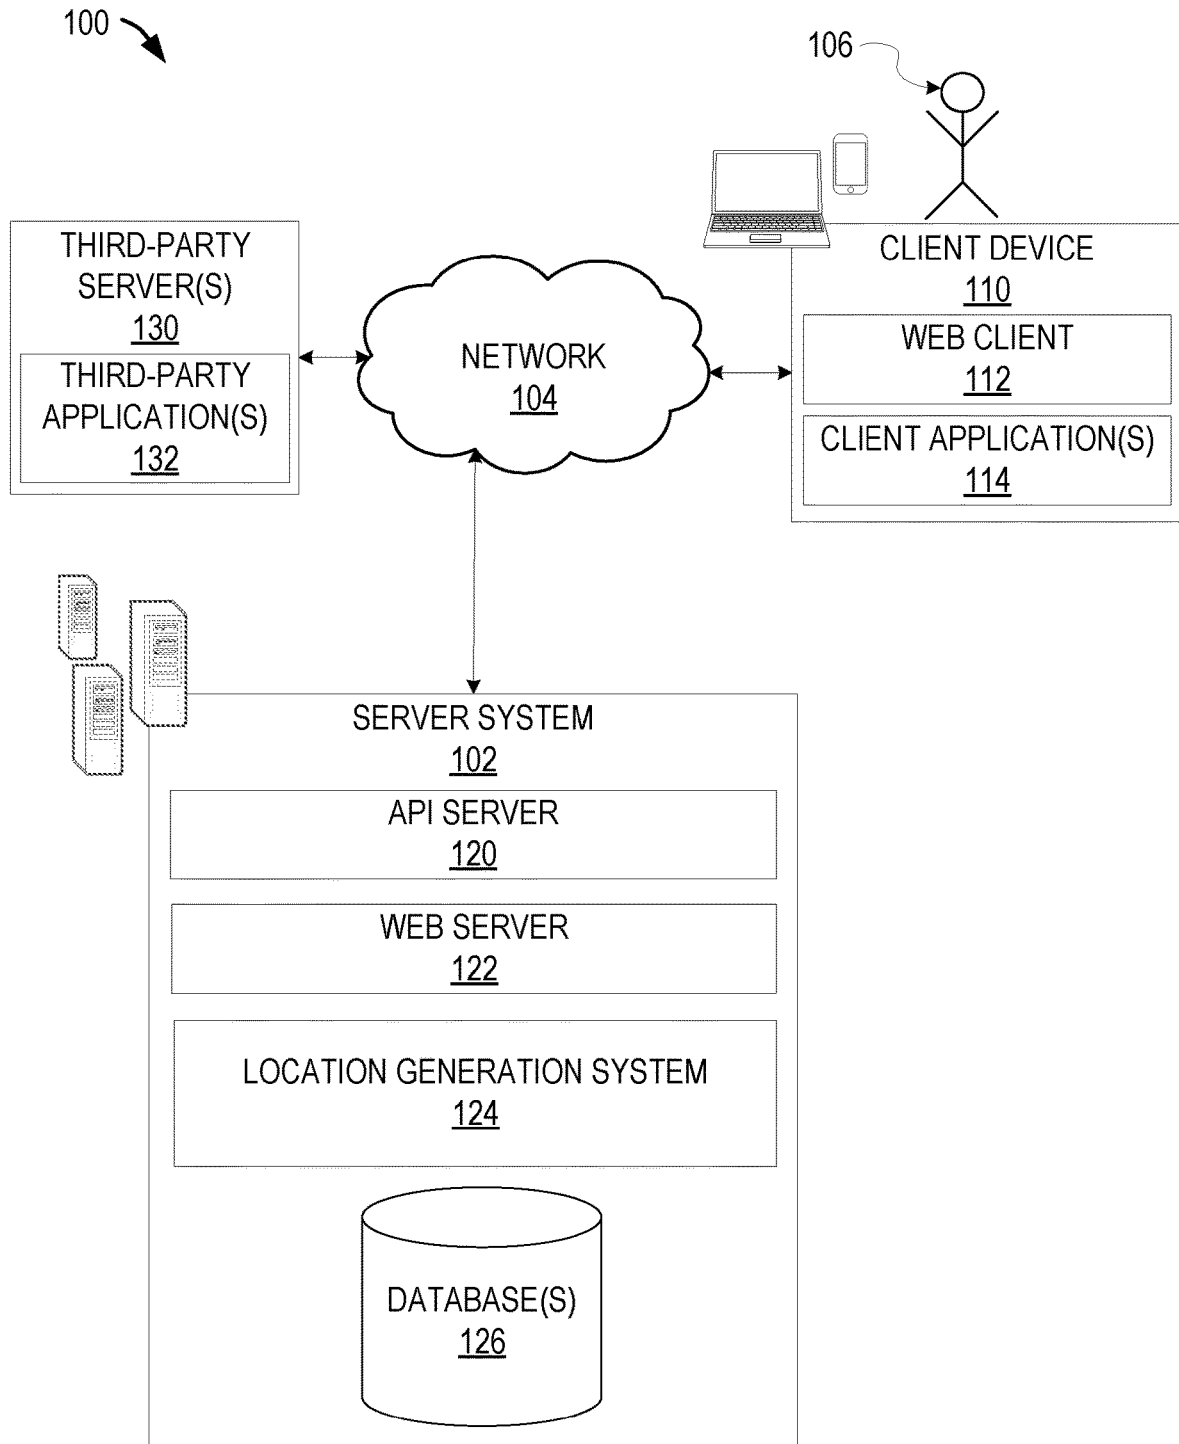 100
106
THIRD-PARTY
SERVER(S)
130
THIRD-PARTY
APPLICATION(S)
132
NETWORK
104
CLIENT DEVICE
110
WEB CLIENT
112
CLIENT APPLICATION(S)
114
SERVER SYSTEM
102
API SERVER
120
WEB SERVER
122
LOCATION GENERATION SYSTEM
124
DATABASE(S)
126